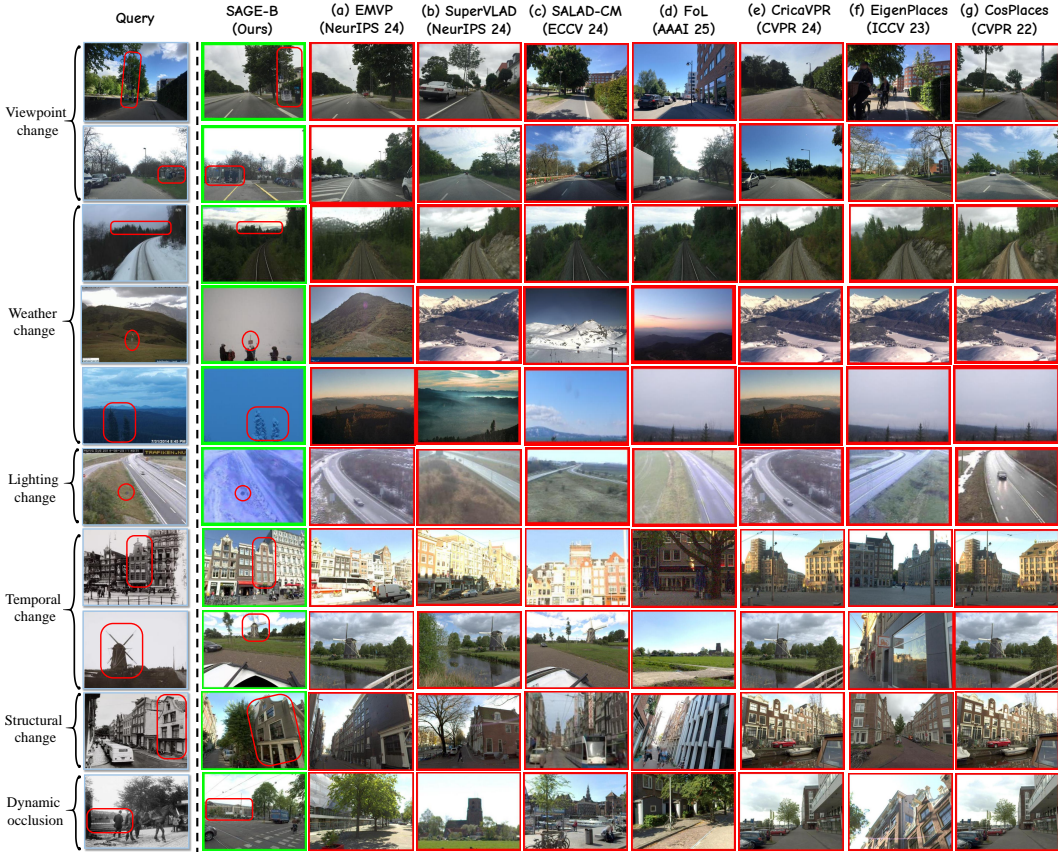 Query
SAGE-B
(Ours)
(a) EMVP
(NeurIPS 24)
(b) SuperVLAD
(NeurIPS 24)
(c) SALAD-CM
(ECCV 24)
(d) FoL
(AAAI 25)
(e) CricaVPR
(CVPR 24)
(f) EigenPlaces
(ICCV 23)
(g) CosPlaces
(CVPR 22)
Viewpoint
change
Weather
change
Lighting
change
Temporal
change
Structural
change
Dynamic
occlusion